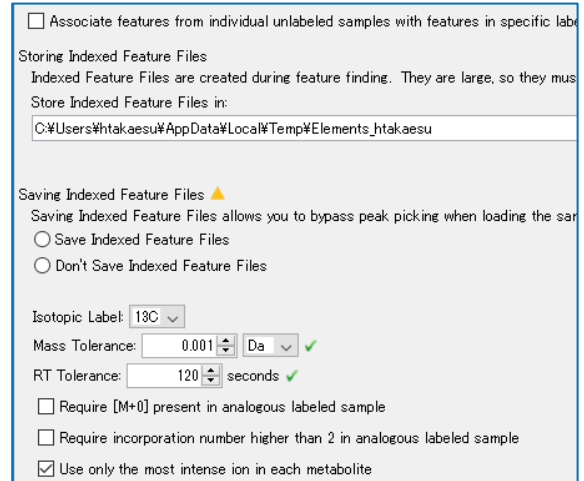 Associate features from individual unlabeled samples with features in specific labe
Storing Indexed Feature Files
Indexed Feature Files are created during feature finding. They are large, so they mus
Store Indexed Feature Files in:
C:¥Users¥htakaesu¥AppData¥Local¥Temp¥Elements_htakaesu
Saving Indexed Feature Files
Saving Indexed Feature Files allows you to bypass peak picking when loading the sar
Save Indexed Feature Files
Don't Save Indexed Feature Files
Isotopic Label: 13C
Mass Tolerance: 0.001 Da
RT Tolerance: 120 seconds
Require [M+0] present in analogous labeled sample
Require incorporation number higher than 2 in analogous labeled sample
Use only the most intense ion in each metabolite